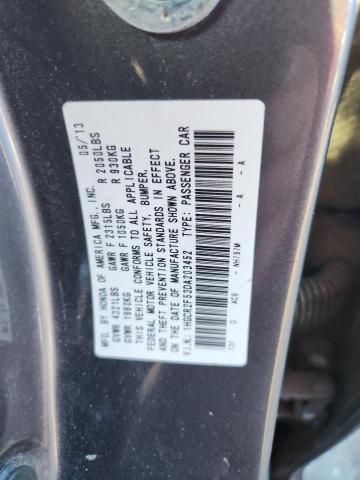 MFD. BY HONDA OF AMERICA MFG., INC. 05/13
GVWR 4321LBS GAWR F 2315LBS R 2050LBS
GVWR 1960KG GAWR F 1050KG R 930KG
THIS VEHICLE CONFORMS TO ALL APPLICABLE
FEDERAL MOTOR VEHICLE SAFETY, BUMPER,
AND THEFT PREVENTION STANDARDS IN EFFECT
ON THE DATE OF MANUFACTURE SHOWN ABOVE.
V.I.N.: 1HGCR2F53DA203452 TYPE: PASSENGER CAR